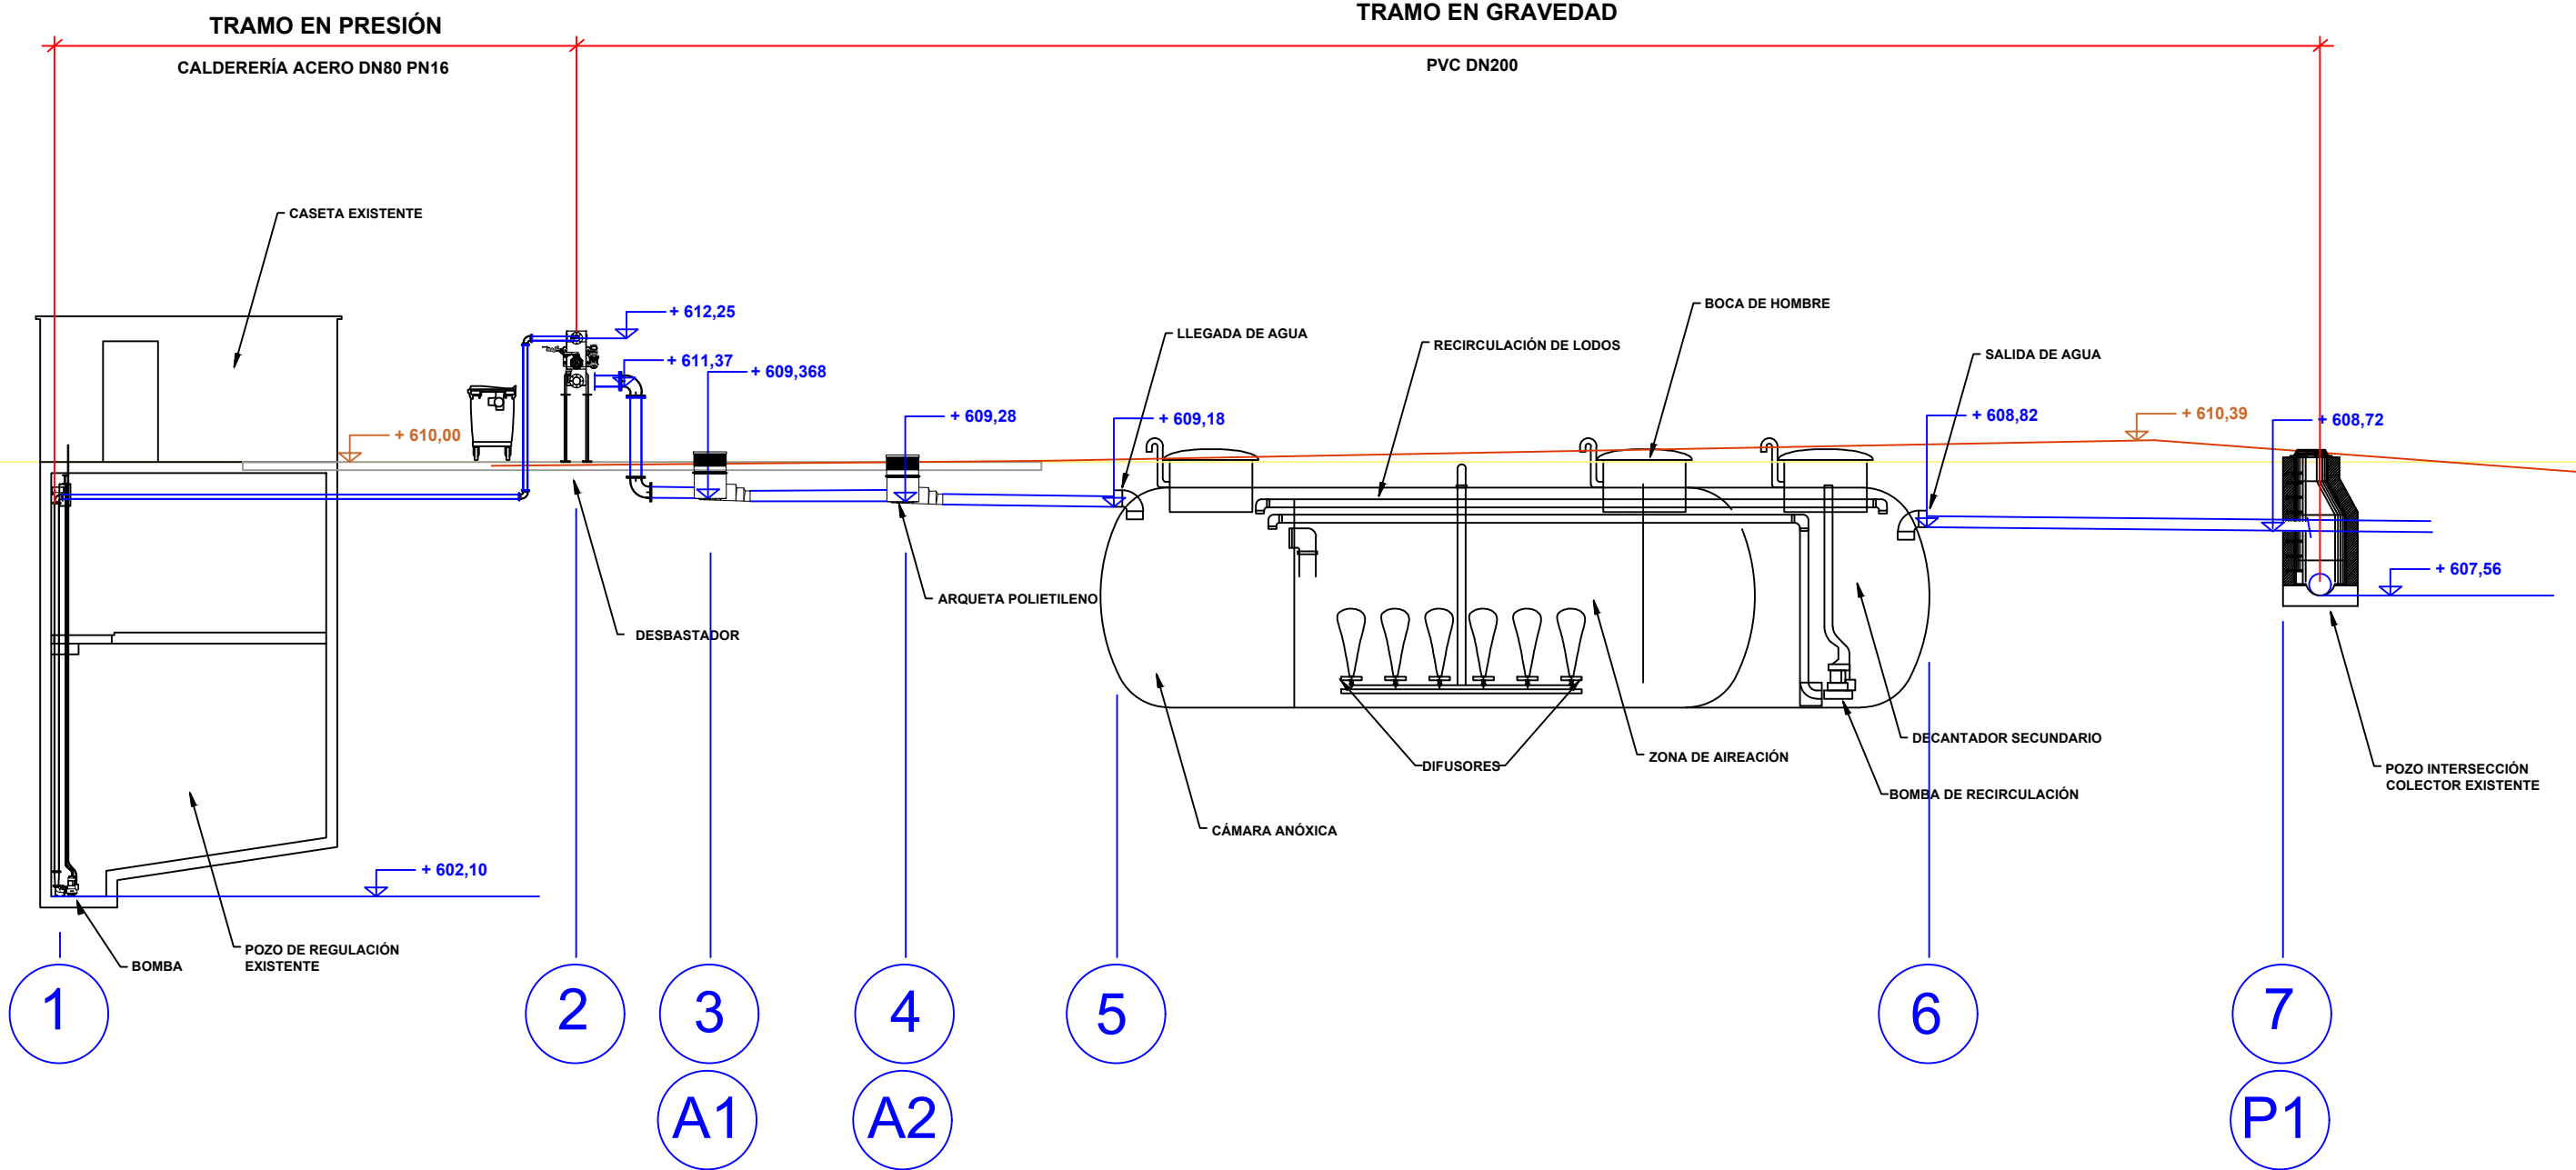 TRAMO EN PRESIÓN
TRAMO EN GRAVEDAD
CALDERERÍA ACERO DN80 PN16
PVC DN200
CASETA EXISTENTE
+ 612,25
+ 611,37
+ 609,368
+ 610,00
+ 609,28
+ 609,18
LLEGADA DE AGUA
RECIRCULACIÓN DE LODOS
BOCA DE HOMBRE
SALIDA DE AGUA
+ 608,82
+ 610,39
+ 608,72
+ 607,56
ARQUETA POLIETILENO
DESBASTADOR
DIFUSORES
ZONA DE AIREACIÓN
DECANTADOR SECUNDARIO
BOMBA DE RECIRCULACIÓN
CÁMARA ANÓXICA
POZO INTERSECCIÓN
COLECTOR EXISTENTE
+ 602,10
BOMBA
POZO DE REGULACIÓN
EXISTENTE
1
2
3
4
5
6
7
A1
A2
P1